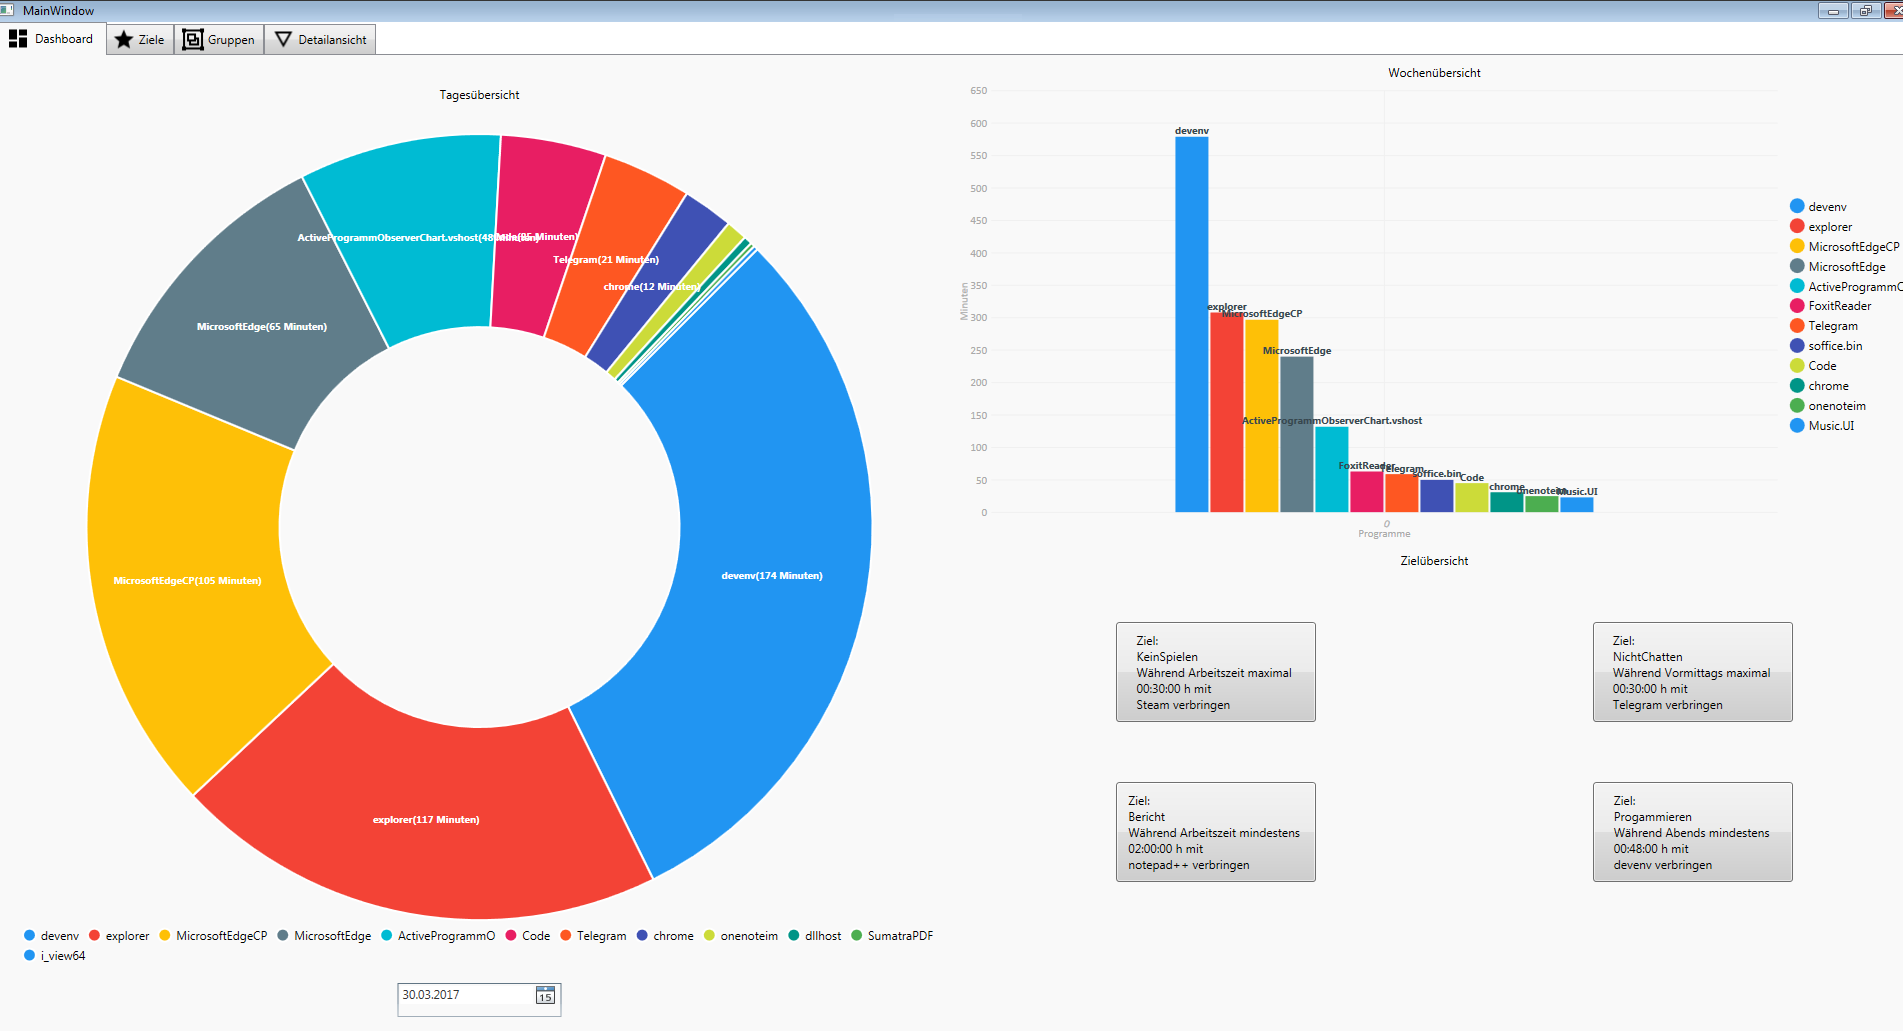 MainWindow
Dashboard
Ziele
Gruppen
Detailansicht
Tagesübersicht
ActiveProgrammObserverChart.vshost(48 Minuten)
Telegram(21 Minuten)
chrome(12 Minuten)
MicrosoftEdge(65 Minuten)
MicrosoftEdgeCP(105 Minuten)
devenv(174 Minuten)
explorer(117 Minuten)
devenv
explorer
MicrosoftEdgeCP
MicrosoftEdge
ActiveProgrammO
Code
Telegram
chrome
onenoteim
dllhost
SumatraPDF
i_view64
30.03.2017
15
Wochenübersicht
650
600
550
500
450
400
350
300
250
200
150
100
50
0
Minuten
devenv
explorer
MicrosoftEdgeCP
MicrosoftEdge
ActiveProgrammObserverChart.vshost
FoxitReader
Telegram
soffice.bin
Code
chrome
onenoteim
Music.UI
0
Programme
devenv
explorer
MicrosoftEdgeCP
MicrosoftEdge
ActiveProgrammO
FoxitReader
Telegram
soffice.bin
Code
chrome
onenoteim
Music.UI
Zielübersicht
Ziel:
KeinSpielen
Während Arbeitszeit maximal
00:30:00 h mit
Steam verbringen
Ziel:
NichtChatten
Während Vormittags maximal
00:30:00 h mit
Telegram verbringen
Ziel:
Bericht
Während Arbeitszeit mindestens
02:00:00 h mit
notepad++ verbringen
Ziel:
Progammieren
Während Abends mindestens
00:48:00 h mit
devenv verbringen